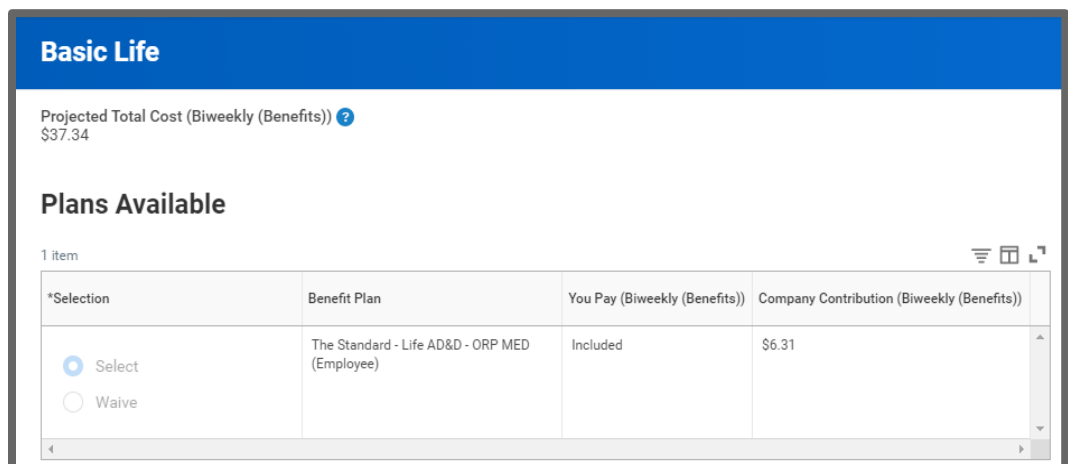 Basic Life
Projected Total Cost (Biweekly (Benefits)) ?
$37.34
Plans Available
1 item
*Selection Benefit Plan You Pay (Biweekly (Benefits)) Company Contribution (Biweekly (Benefits))
Select
Waive
The Standard - Life AD&D - ORP MED
(Employee)
Included
$6.31